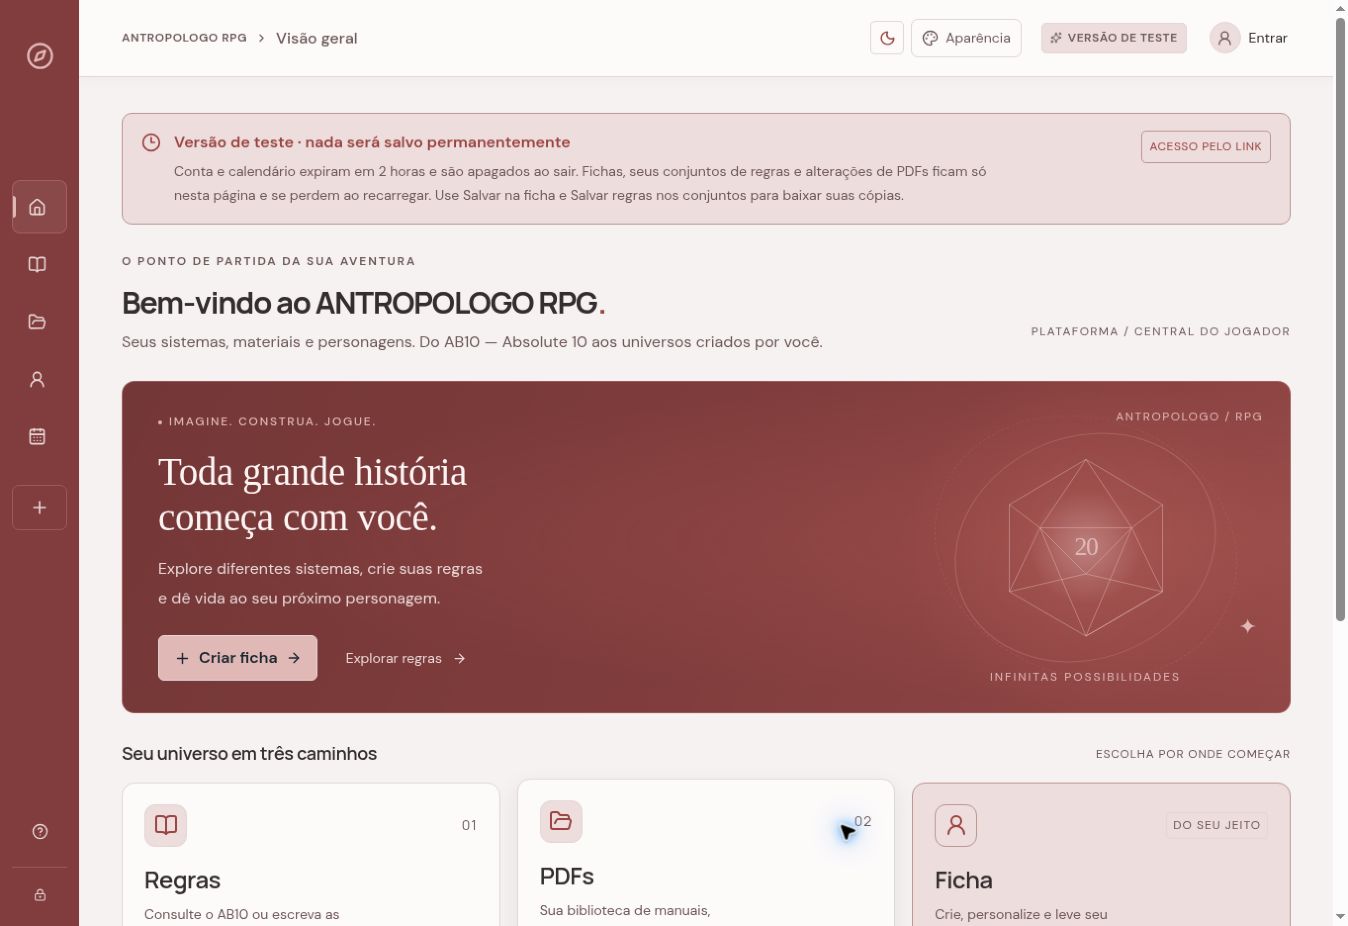 ANTROPOLOGO RPG > Visão geral
Aparência
VERSÃO DE TESTE
Entrar
Versão de teste · nada será salvo permanentemente
ACESSO PELO LINK
Conta e calendário expiram em 2 horas e são apagados ao sair. Fichas, seus conjuntos de regras e alterações de PDFs ficam só
nesta página e se perdem ao recarregar. Use Salvar na ficha e Salvar regras nos conjuntos para baixar suas cópias.
O PONTO DE PARTIDA DA SUA AVENTURA
Bem-vindo ao ANTROPOLOGO RPG.
PLATAFORMA / CENTRAL DO JOGADOR
Seus sistemas, materiais e personagens. Do AB10 — Absolute 10 aos universos criados por você.
• IMAGINE. CONSTRUA. JOGUE.
ANTROPOLOGO / RPG
Toda grande história
começa com você.
20
Explore diferentes sistemas, crie suas regras
e dê vida ao seu próximo personagem.
+ Criar ficha →
Explorar regras →
INFINITAS POSSIBILIDADES
Seu universo em três caminhos
ESCOLHA POR ONDE COMEÇAR
01
Regras
Consulte o AB10 ou escreva as
02
PDFs
Sua biblioteca de manuais,
DO SEU JEITO
Ficha
Crie, personalize e leve seu